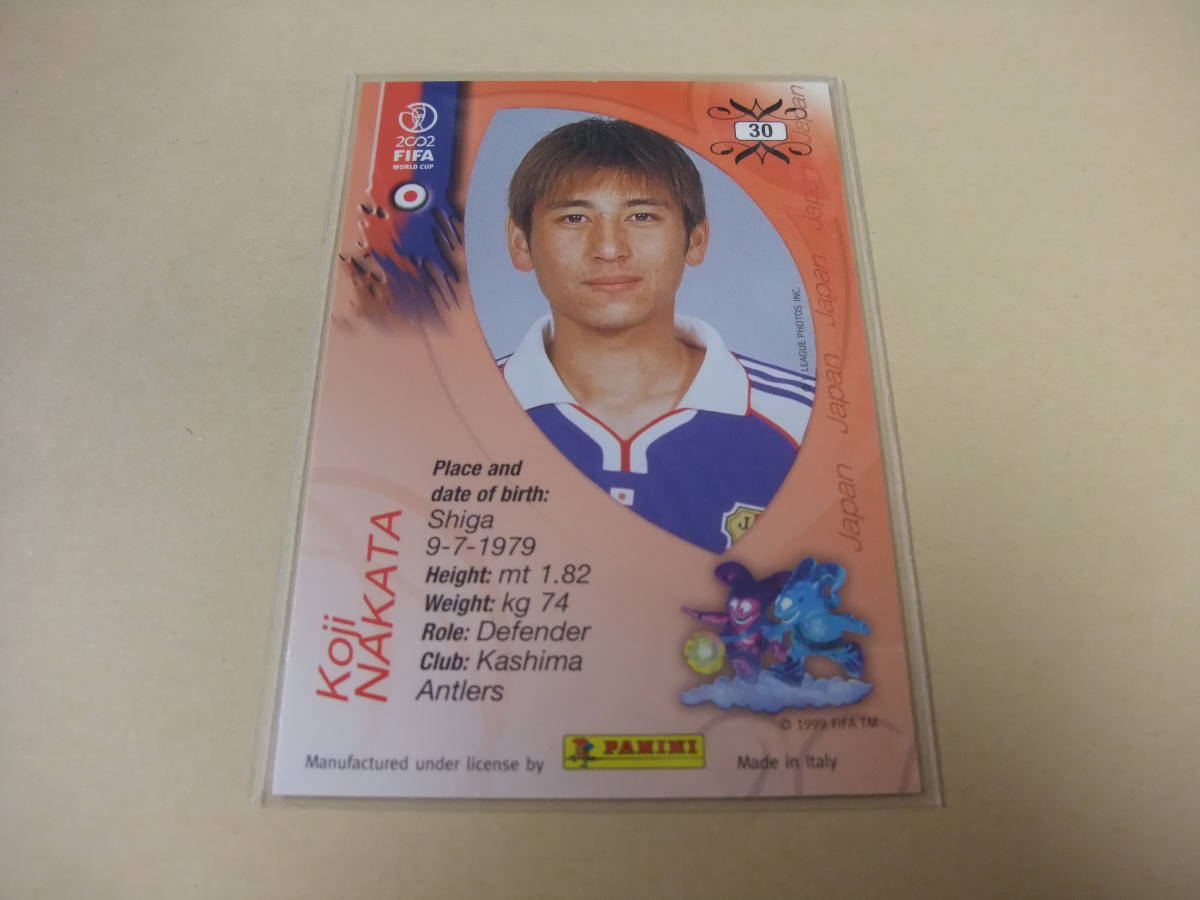 2002
FIFA
WORLD CUP
30
Japan
Japan
Japan
Japan
Japan
LEAGUE PHOTOS INC.
Koji
NAKATA
Place and
date of birth:
Shiga
9-7-1979
Height: mt 1.82
Weight: kg 74
Role: Defender
Club: Kashima
Antlers
© 1999 FIFA TM
Manufactured under license by
PANINI
Made in Italy